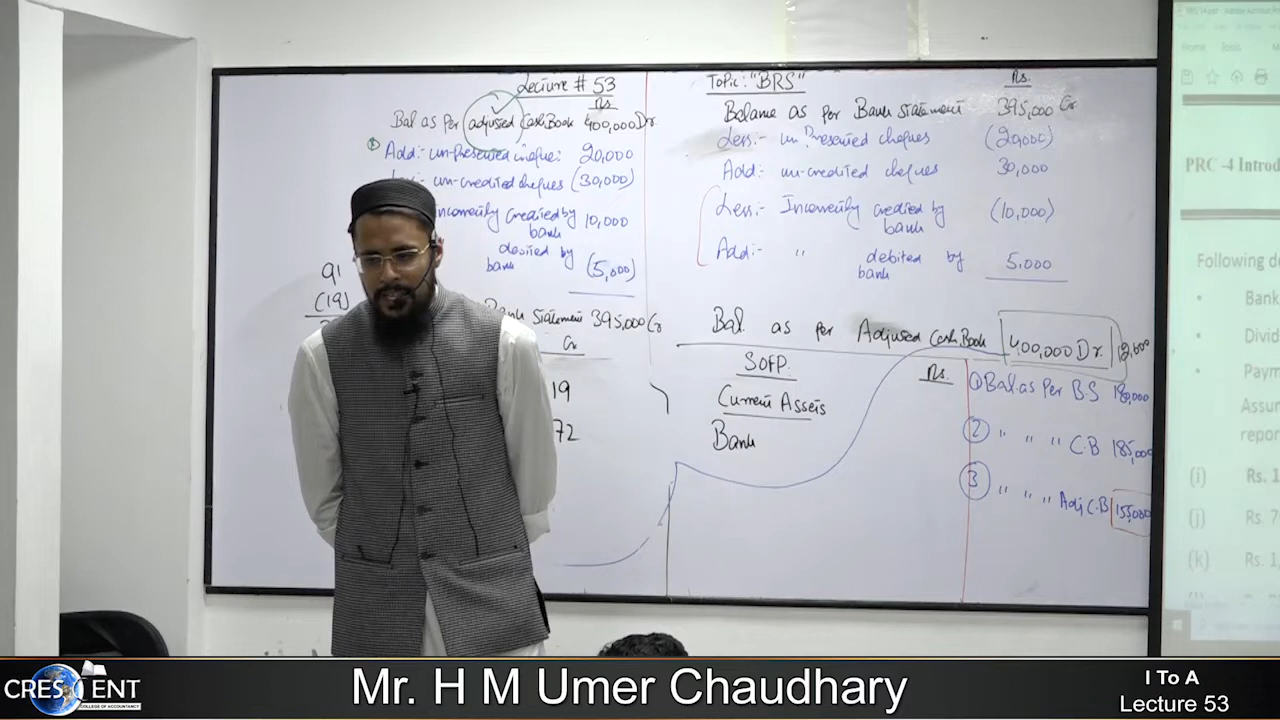 Lecture # 53
Rs.
Bal as per (adjusted) Cash Book 400,000 Dr.
Add:- un-presented 20,000
un-credited cheques (30,000)
credited by 10,000
bank
debited by (5,000)
bank
Bank Statement 395,000 Cr
Cr
91
(19)
19
72
Topic: "BRS"
Rs.
Balance as per Bank Statement 395,000 Cr.
Less:- un Presented cheques (20,000)
Add:- un-credited cheques 30,000
Less:- Incorrectly credited by (10,000)
bank
Add:- " debited by 5,000
bank
Bal. as per Adjusted Cash Book 400,000 Dr.
SOFP.
Rs.
Current Assets
Bank
① Bal. as per B.S 180,000
② " " " C.B 185,000
③ " " " Adj C.B 155,000
Home Tools
PRC -4 Introd
Following de
• Bank
• Divid
• Paym
Assur
repor
(i) Rs. 1
(j) Rs. 7
(k) Rs. 1,
CRESCENT
COLLEGE OF ACCOUNTANCY
Mr. H M Umer Chaudhary
I To A
Lecture 53